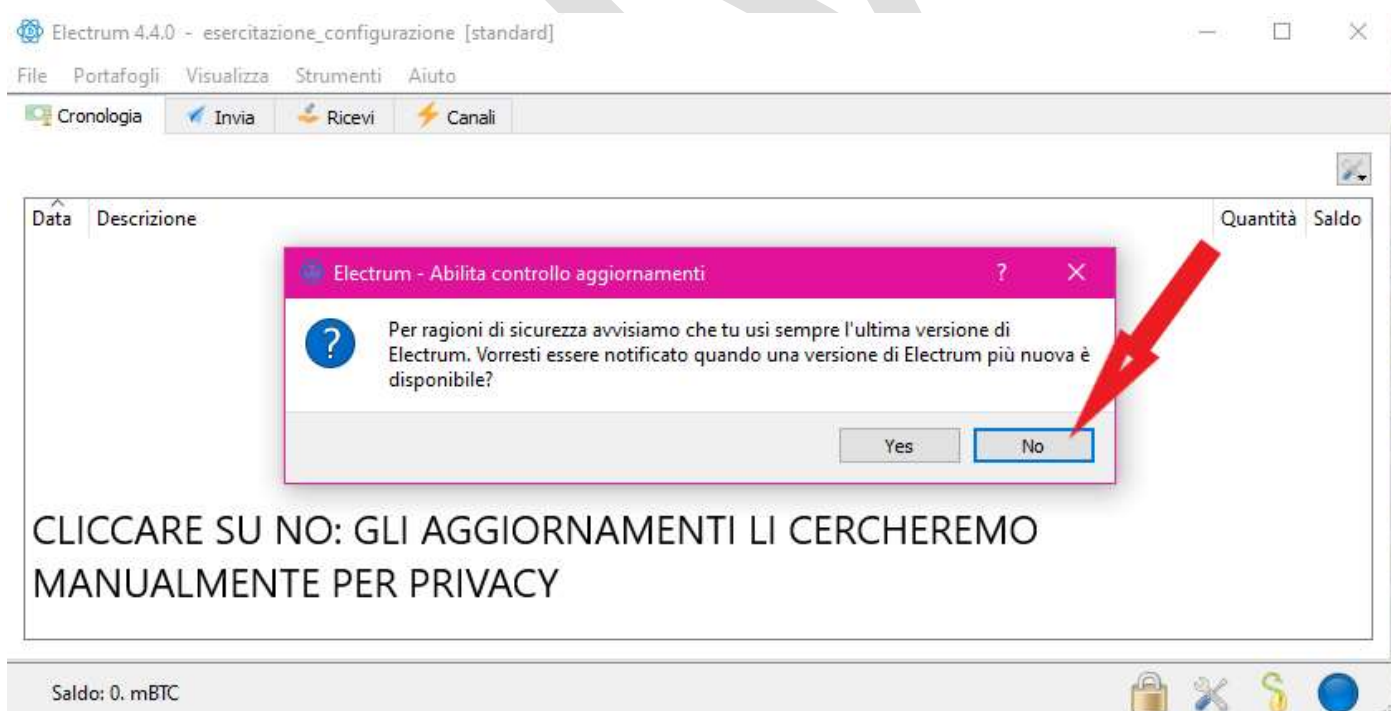 Electrum 4.4.0 - esercitazione_configurazione [standard]
File Portafogli Visualizza Strumenti Aiuto
Cronologia Invia Ricevi Canali
Data Descrizione Quantità Saldo
Electrum - Abilita controllo aggiornamenti ?
Per ragioni di sicurezza avvisiamo che tu usi sempre l'ultima versione di
Electrum. Vorresti essere notificato quando una versione di Electrum più nuova è
disponibile?
Yes No
CLICCARE SU NO: GLI AGGIORNAMENTI LI CERCHEREMO
MANUALMENTE PER PRIVACY
Saldo: 0. mBTC